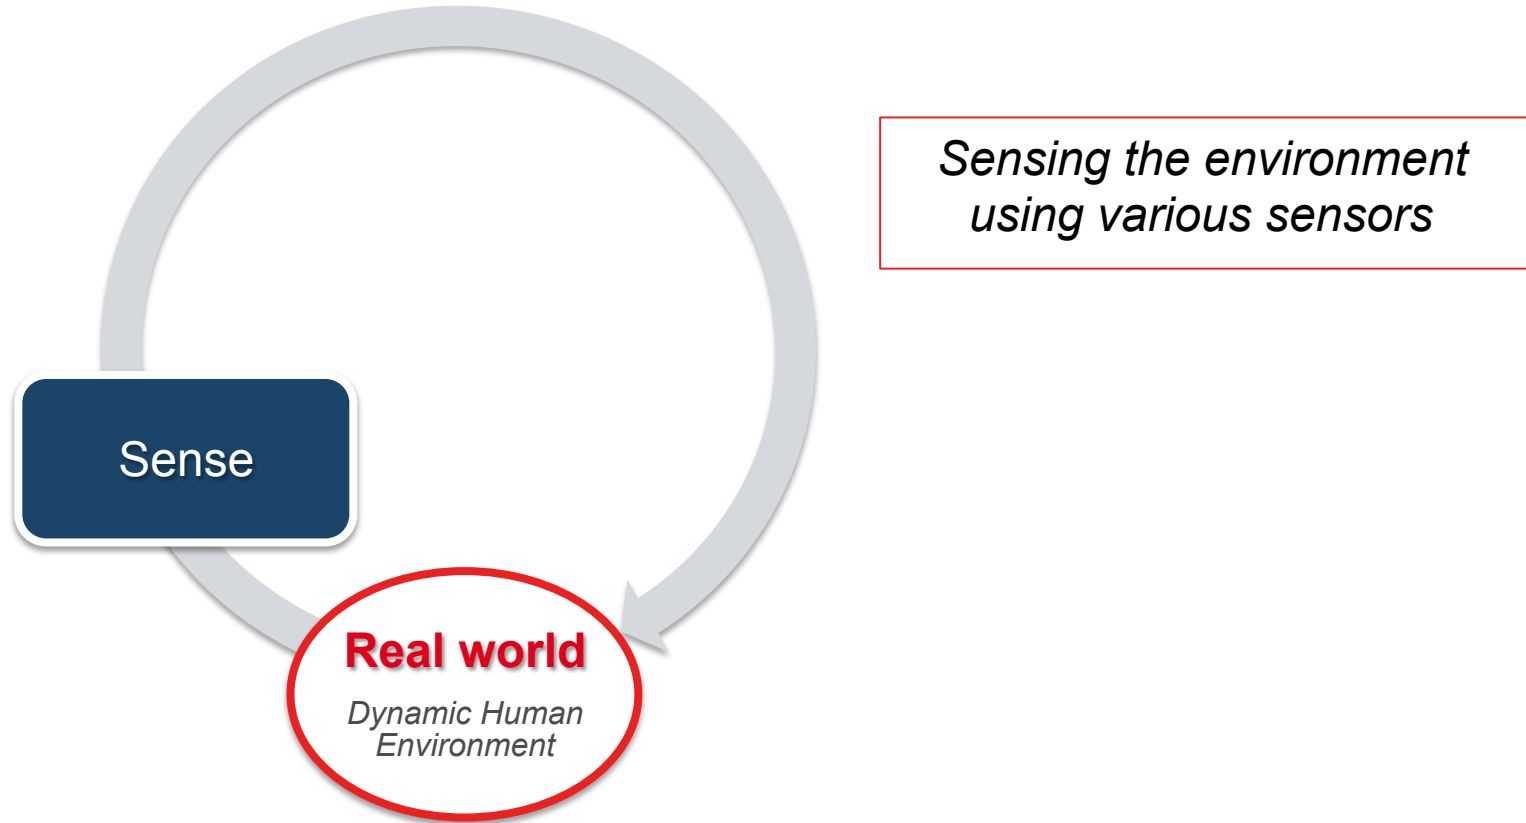 Sensing the environment
using various sensors
Sense
Real world
Dynamic Human
Environment